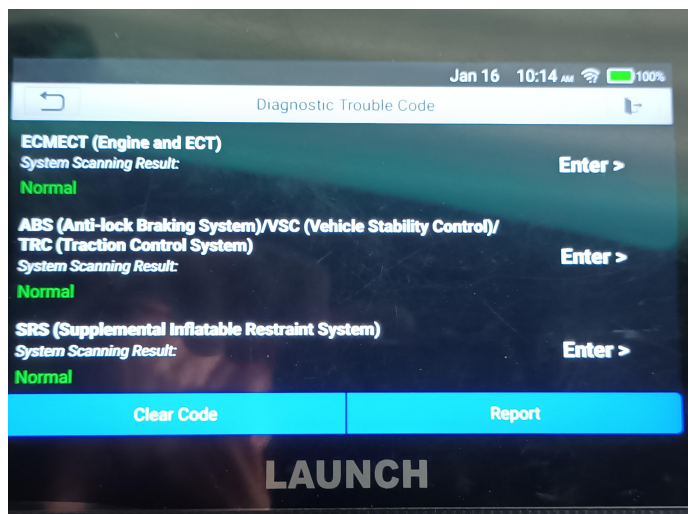 Jan 16 10:14 AM 100%
Diagnostic Trouble Code
ECMECT (Engine and ECT)
System Scanning Result:
Enter >
Normal
ABS (Anti-lock Braking System)/VSC (Vehicle Stability Control)/
TRC (Traction Control System)
System Scanning Result:
Enter >
Normal
SRS (Supplemental Inflatable Restraint System)
System Scanning Result:
Enter >
Normal
Clear Code Report
LAUNCH